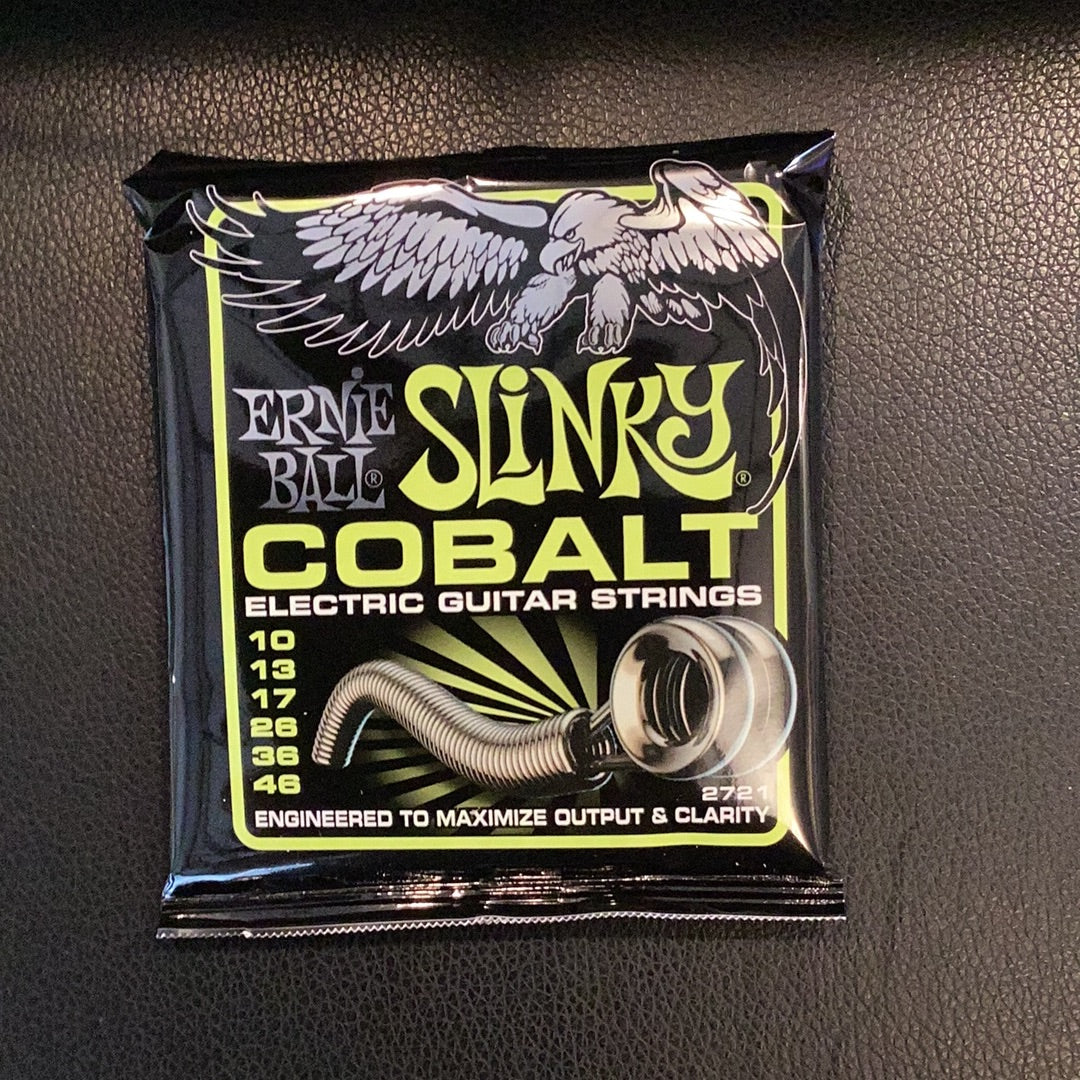 ERNIE
BALL®
SLINKY®
COBALT
ELECTRIC GUITAR STRINGS
10
13
17
26
36
46
2721
ENGINEERED TO MAXIMIZE OUTPUT & CLARITY